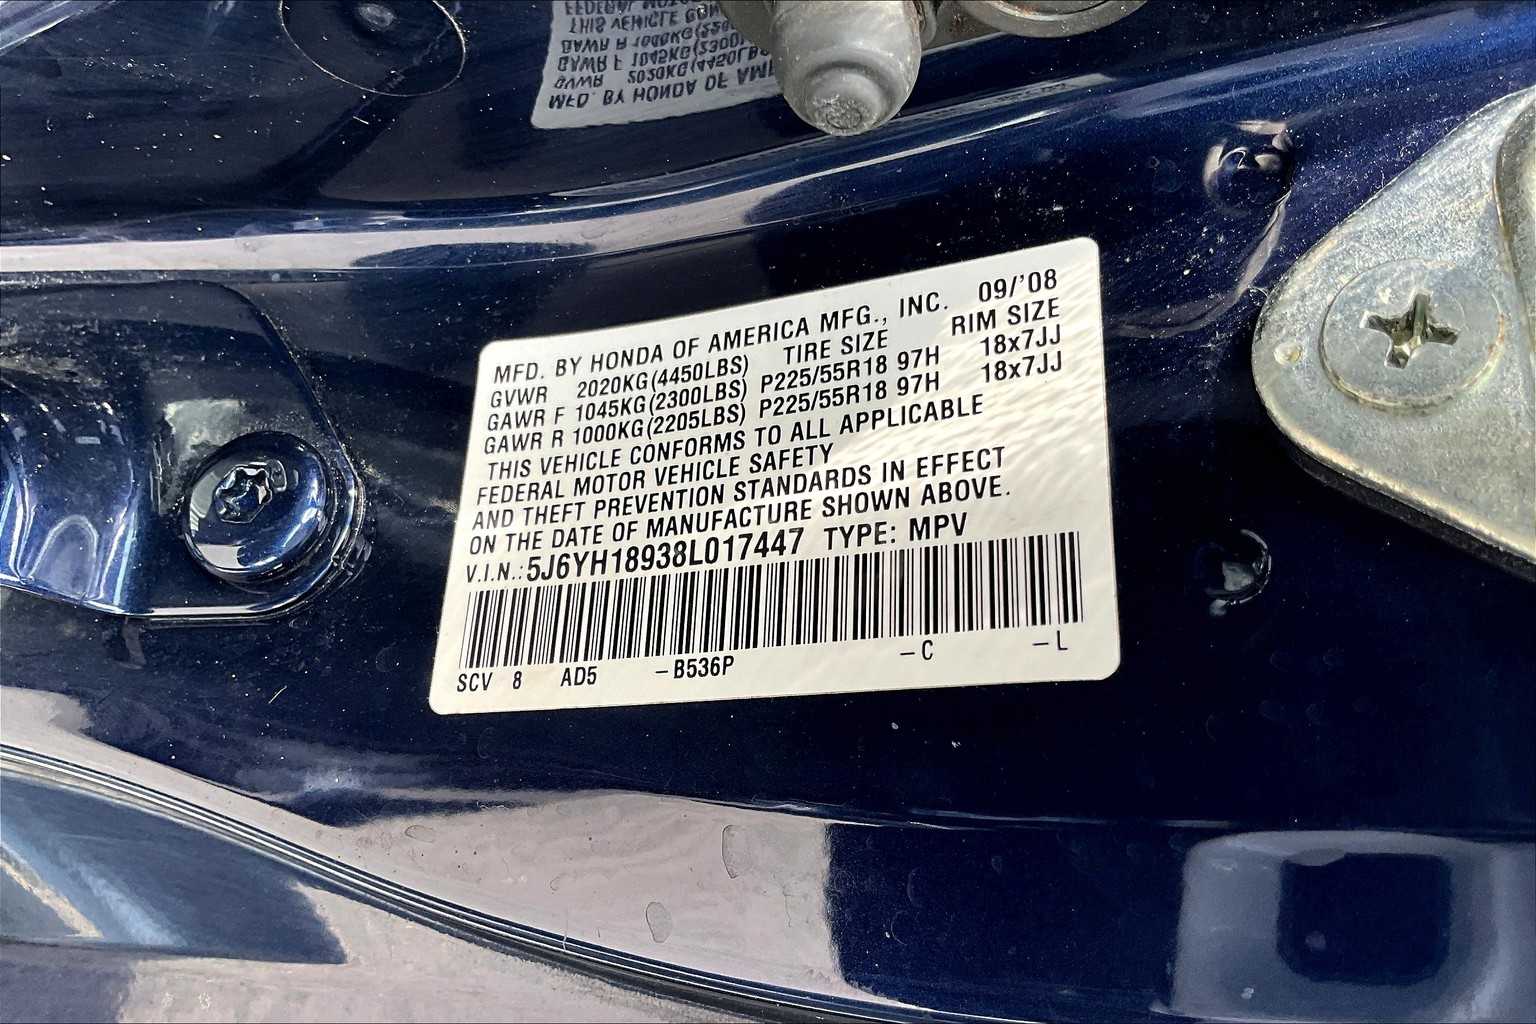 MFD. BY HONDA OF AMERICA MFG., INC. 09/'08
GVWR 2020KG(4450LBS) TIRE SIZE RIM SIZE
GAWR F 1045KG(2300LBS) P225/55R18 97H 18x7JJ
GAWR R 1000KG(2205LBS) P225/55R18 97H 18x7JJ
THIS VEHICLE CONFORMS TO ALL APPLICABLE
FEDERAL MOTOR VEHICLE SAFETY
AND THEFT PREVENTION STANDARDS IN EFFECT
ON THE DATE OF MANUFACTURE SHOWN ABOVE.
V.I.N.: 5J6YH18938L017447 TYPE: MPV
SCV 8 AD5 -B536P -C -L